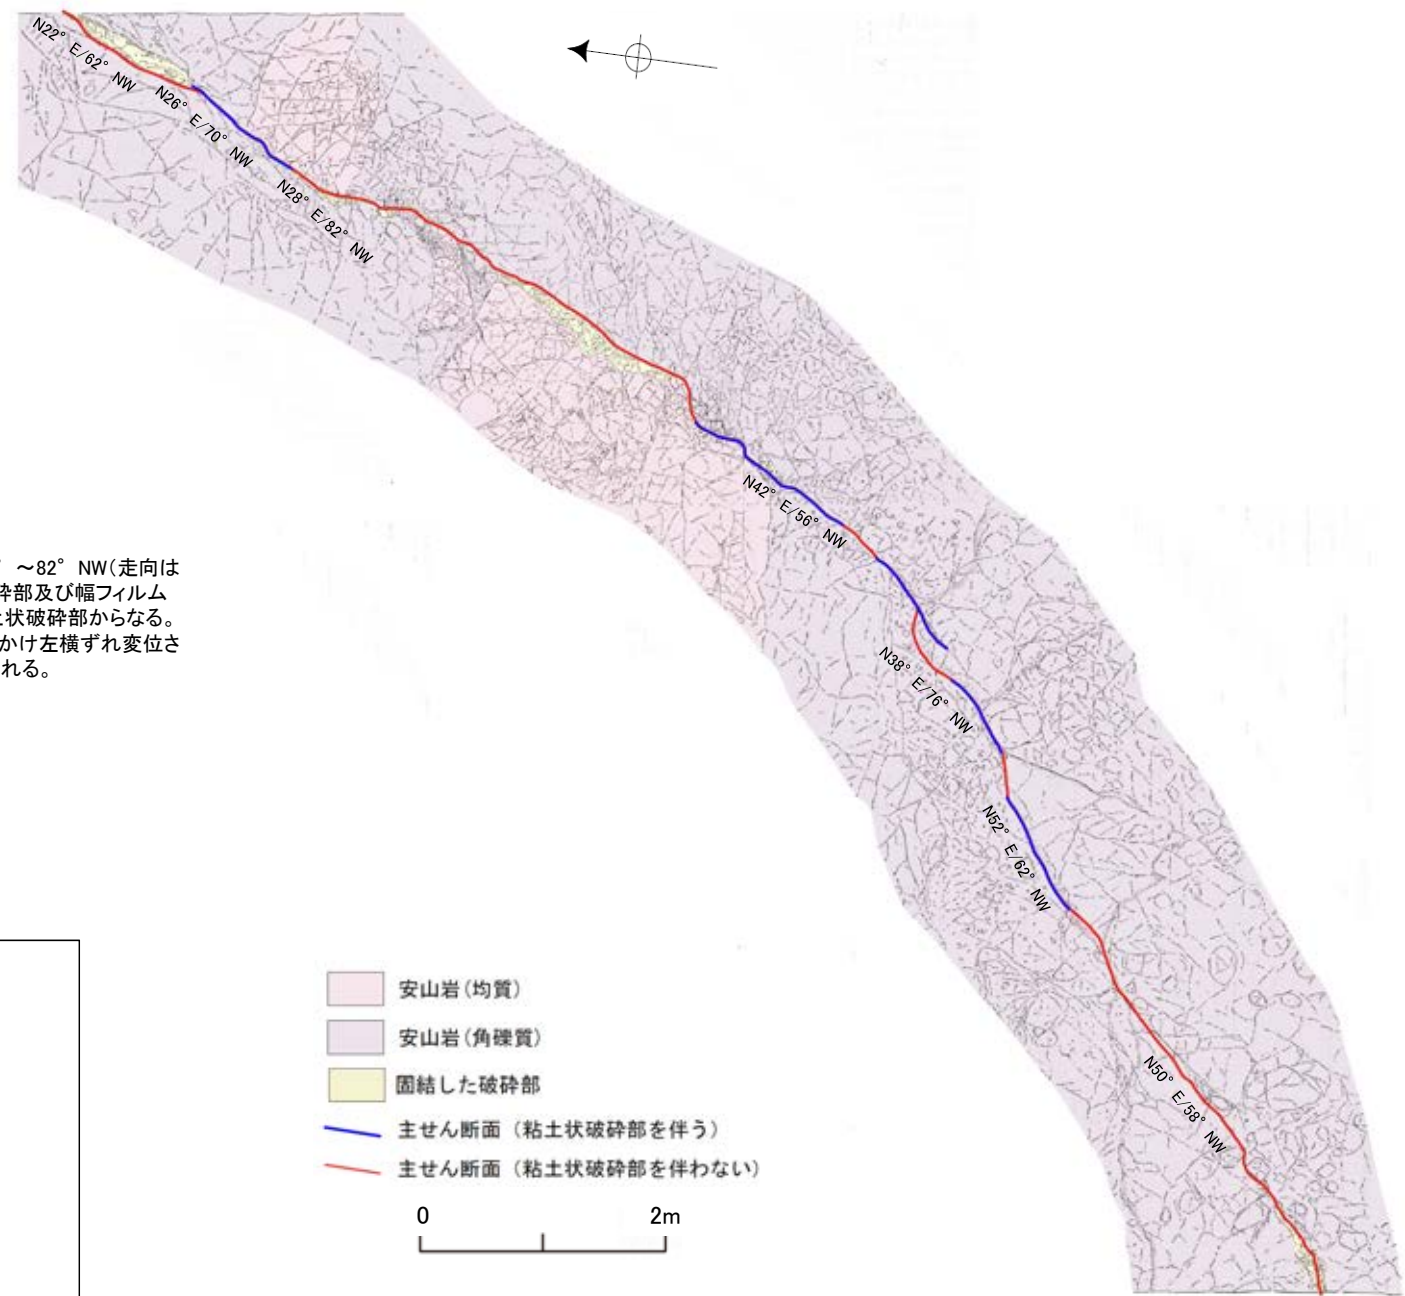 N22° E/62° NW
N26° E/70° NW
N28° E/82° NW
N42° E/56° NW
~82° NW(走向は
砕部及び幅フィルム
状破砕部からなる。
かけ左横ずれ変位さ
れる。
N38° E/76° NW
N52° E/62° NW
N50° E/58° NW
安山岩(均質)
安山岩(角礫質)
固結した破砕部
主せん断面(粘土状破砕部を伴う)
主せん断面(粘土状破砕部を伴わない)
0 2m